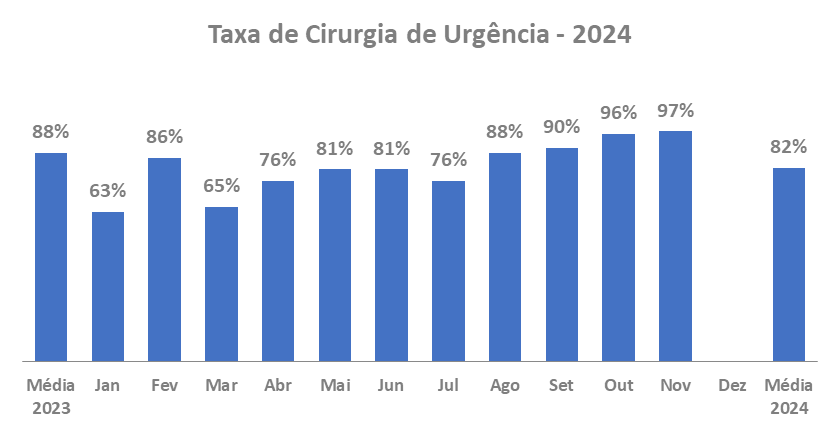 Taxa de Cirurgia de Urgência - 2024
88%
63%
86%
65%
76%
81%
81%
76%
88%
90%
96%
97%
82%
Média
2023
Jan
Fev
Mar
Abr
Mai
Jun
Jul
Ago
Set
Out
Nov
Dez
Média
2024